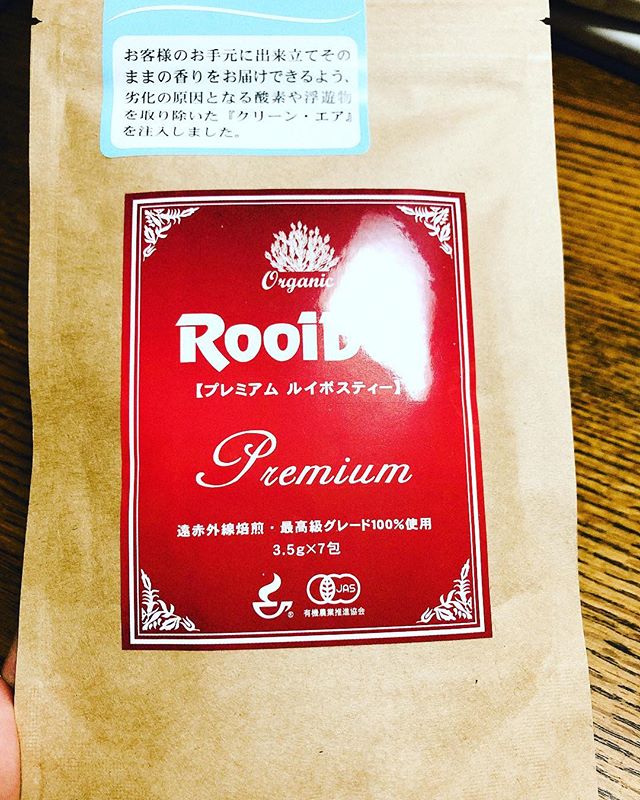 お客様のお手元に出来立てその
ままの香りをお届けできるよう、
劣化の原因となる酸素や浮遊物
を取り除いた『クリーン・エア』
を注入しました。
Organic
【プレミアム ルイボスティー】
Premium
遠赤外線焙煎・最高級グレード100%使用
3.5g×7包
JAS
®
有機農業推進協会